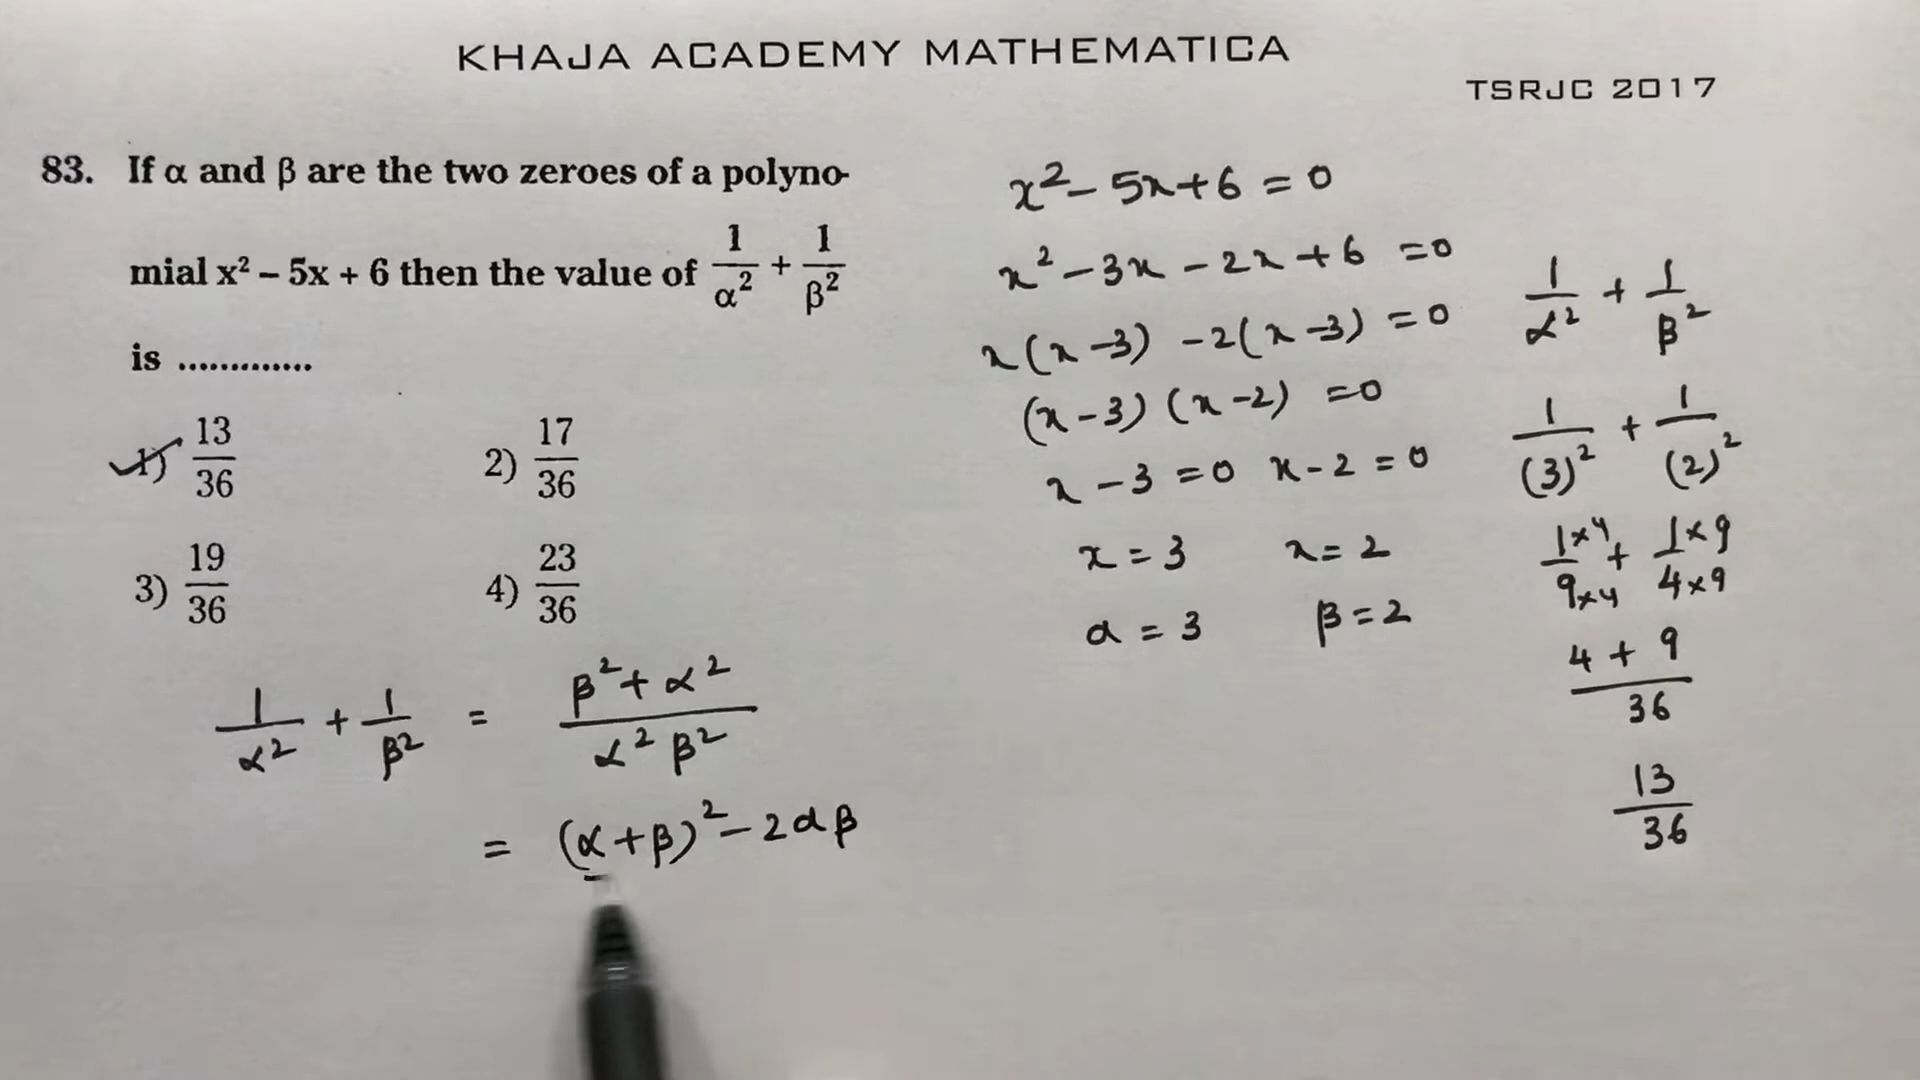 KHAJA ACADEMY MATHEMATICA
TSRJC 2017
83. If α and β are the two zeroes of a polyno-
mial x² – 5x + 6 then the value of 1/α² + 1/β²
is .............
1) 13/36
2) 17/36
3) 19/36
4) 23/36
1/α² + 1/β² = (β² + α²)/(α² β²)
= (α + β)² – 2αβ
x² – 5x + 6 = 0
x² – 3x – 2x + 6 = 0
x(x – 3) – 2(x – 3) = 0
(x – 3) (x – 2) = 0
x – 3 = 0 x – 2 = 0
x = 3 x = 2
α = 3 β = 2
1/α² + 1/β²
1/(3)² + 1/(2)²
1×4/9×4 + 1×9/4×9
4 + 9/36
13/36